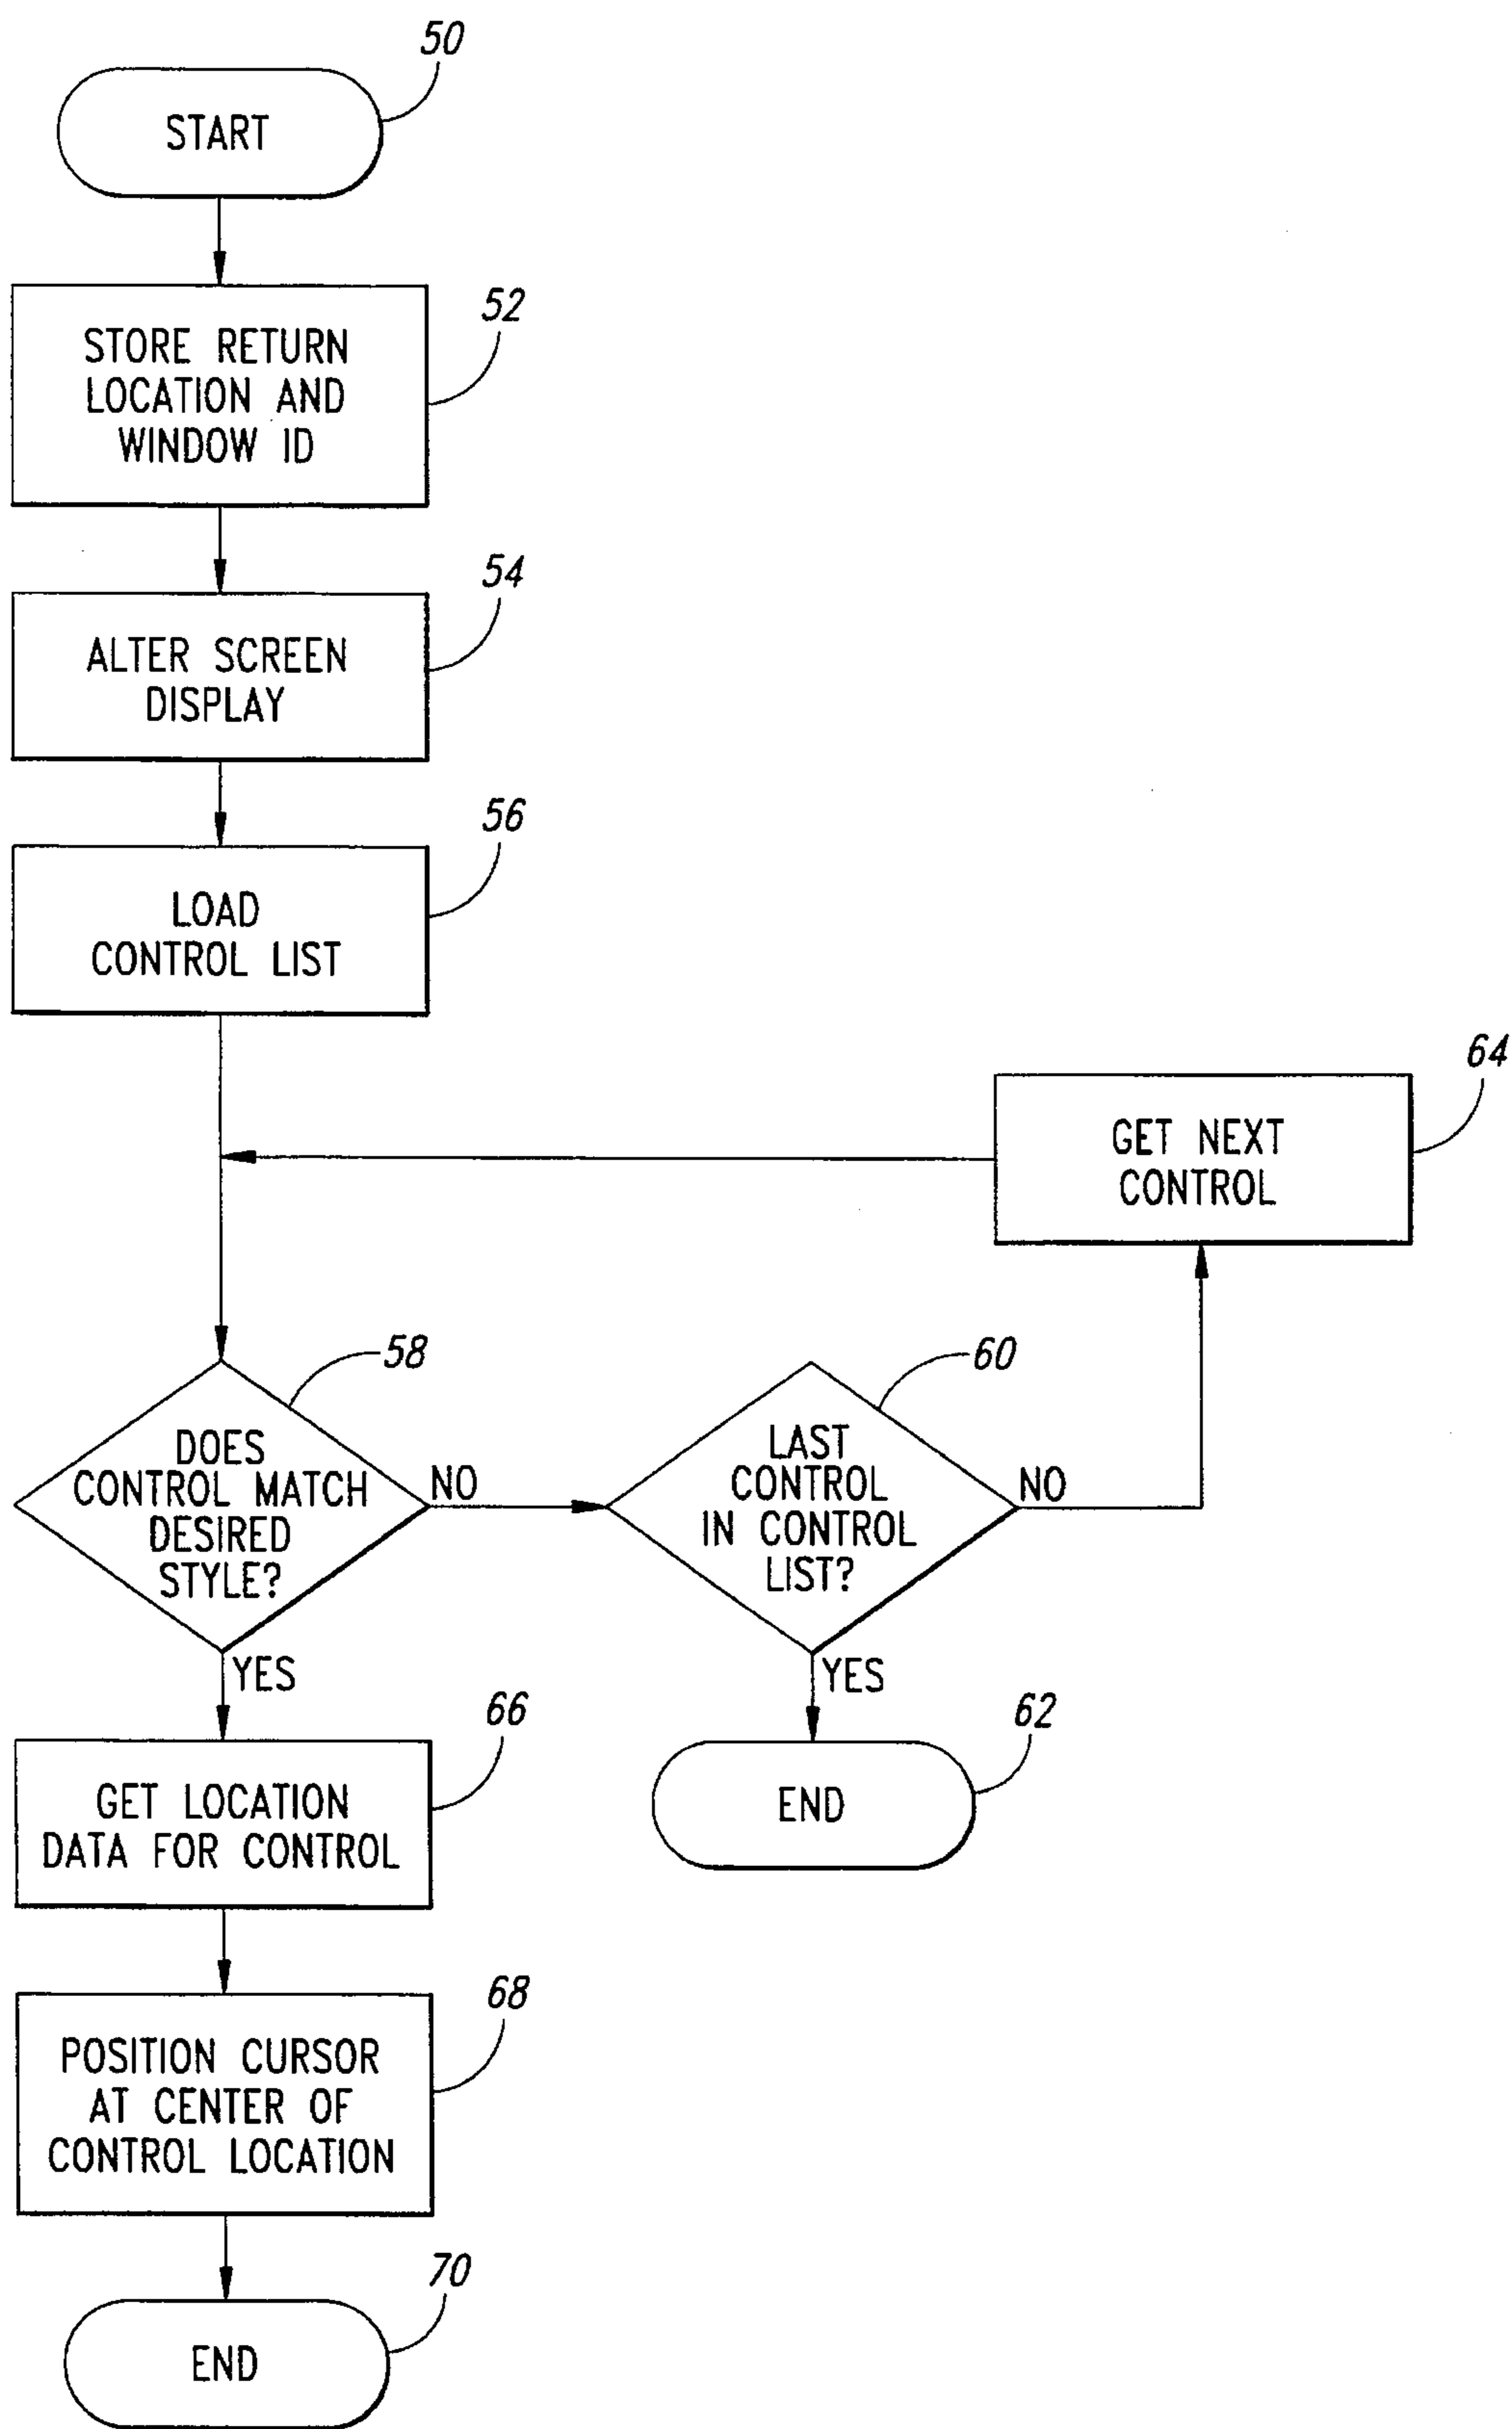 50
START
52
STORE RETURN
LOCATION AND
WINDOW ID
54
ALTER SCREEN
DISPLAY
56
LOAD
CONTROL LIST
64
GET NEXT
CONTROL
58
DOES
CONTROL MATCH
DESIRED
STYLE?
NO
60
LAST
CONTROL
IN CONTROL
LIST?
NO
YES
YES
66
GET LOCATION
DATA FOR CONTROL
62
END
68
POSITION CURSOR
AT CENTER OF
CONTROL LOCATION
70
END